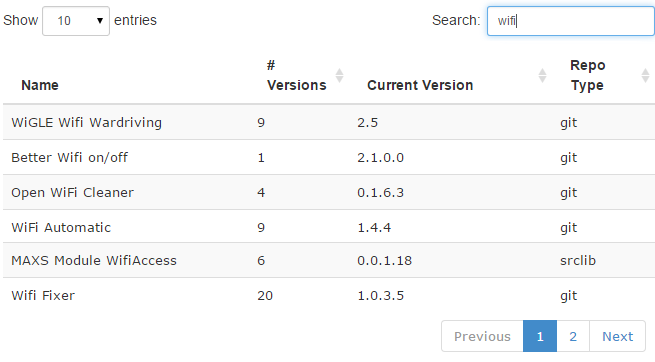 Show 10 entries Search: wifi
Name # Versions Current Version Repo Type
WiGLE Wifi Wardriving 9 2.5 git
Better Wifi on/off 1 2.1.0.0 git
Open WiFi Cleaner 4 0.1.6.3 git
WiFi Automatic 9 1.4.4 git
MAXS Module WifiAccess 6 0.0.1.18 srclib
Wifi Fixer 20 1.0.3.5 git
Previous 1 2 Next